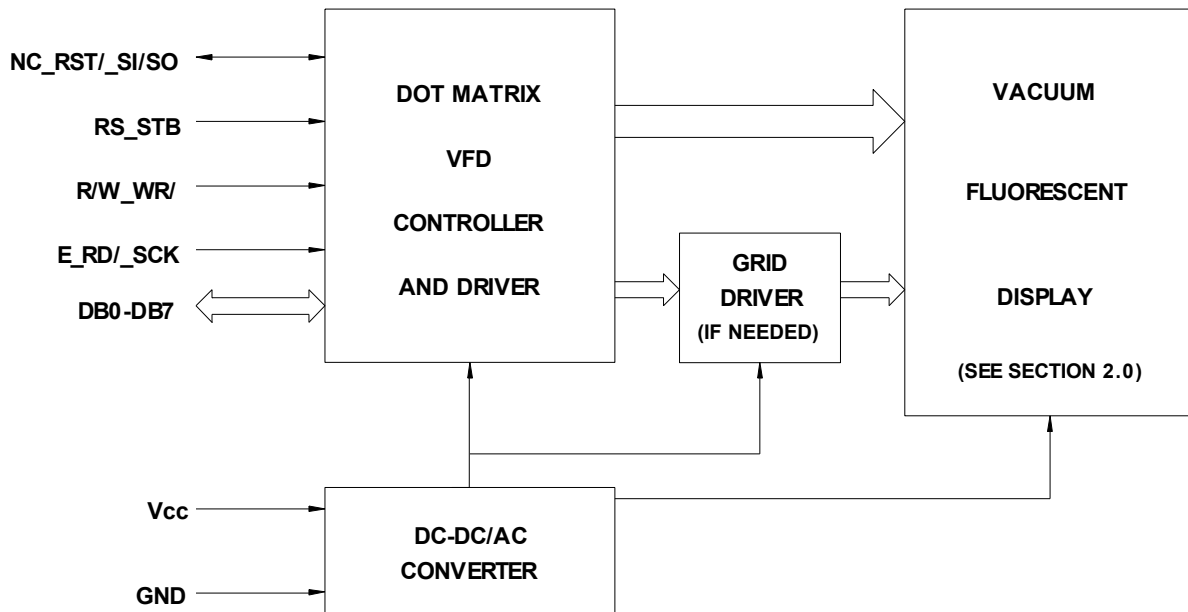 NC_RST/_SI/SO
RS_STB
R/W_WR/
E_RD/_SCK
DB0-DB7
DOT MATRIX
VFD
CONTROLLER
AND DRIVER
GRID
DRIVER
(IF NEEDED)
VACUUM
FLUORESCENT
DISPLAY
(SEE SECTION 2.0)
Vcc
GND
DC-DC/AC
CONVERTER